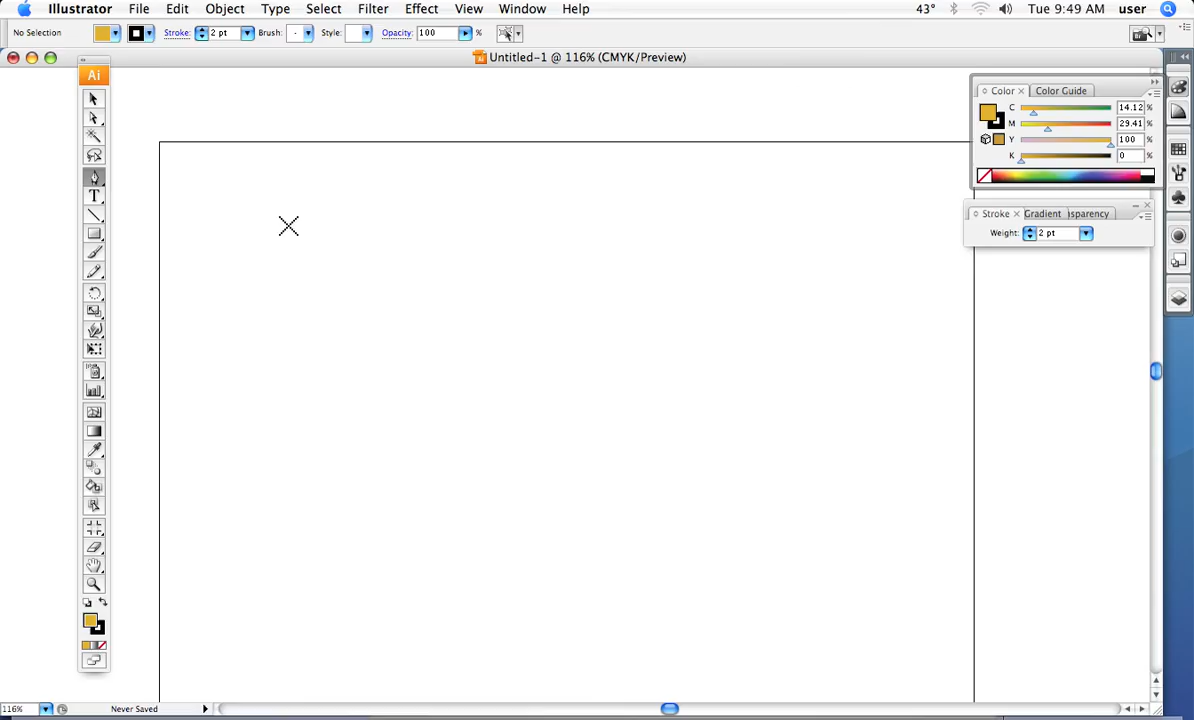 Illustrator File Edit Object Type Select Filter Effect View Window Help 43° Tue 9:49 AM user
No Selection Stroke: 2 pt Brush: Style: Opacity: 100 %
Untitled-1 @ 116% (CMYK/Preview)
Ai
Color Color Guide
C 14.12 %
M 29.41 %
Y 100 %
K 0 %
Stroke Gradient sparency
Weight: 2 pt
T
116% Never Saved